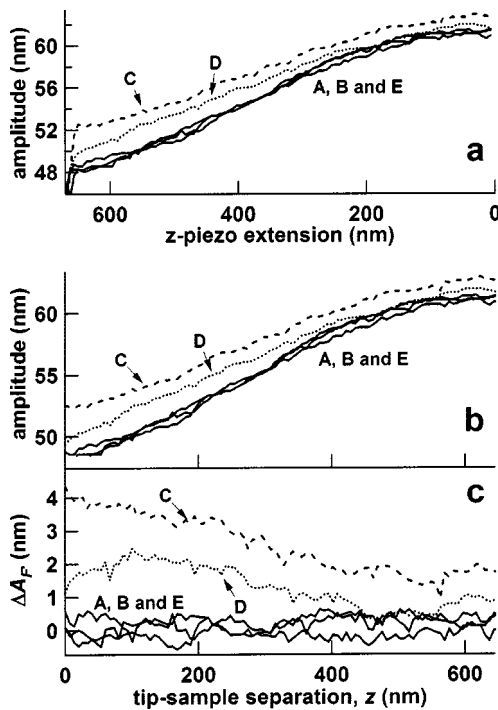 60
56
52
48
amplitude (nm)
C
D
A, B and E
a
600
400
200
0
z-piezo extension (nm)
60
55
50
amplitude (nm)
C
D
A, B and E
b
4
3
2
1
0
ΔA_F (nm)
C
A, B and E
D
c
0
200
400
600
tip-sample separation, z (nm)